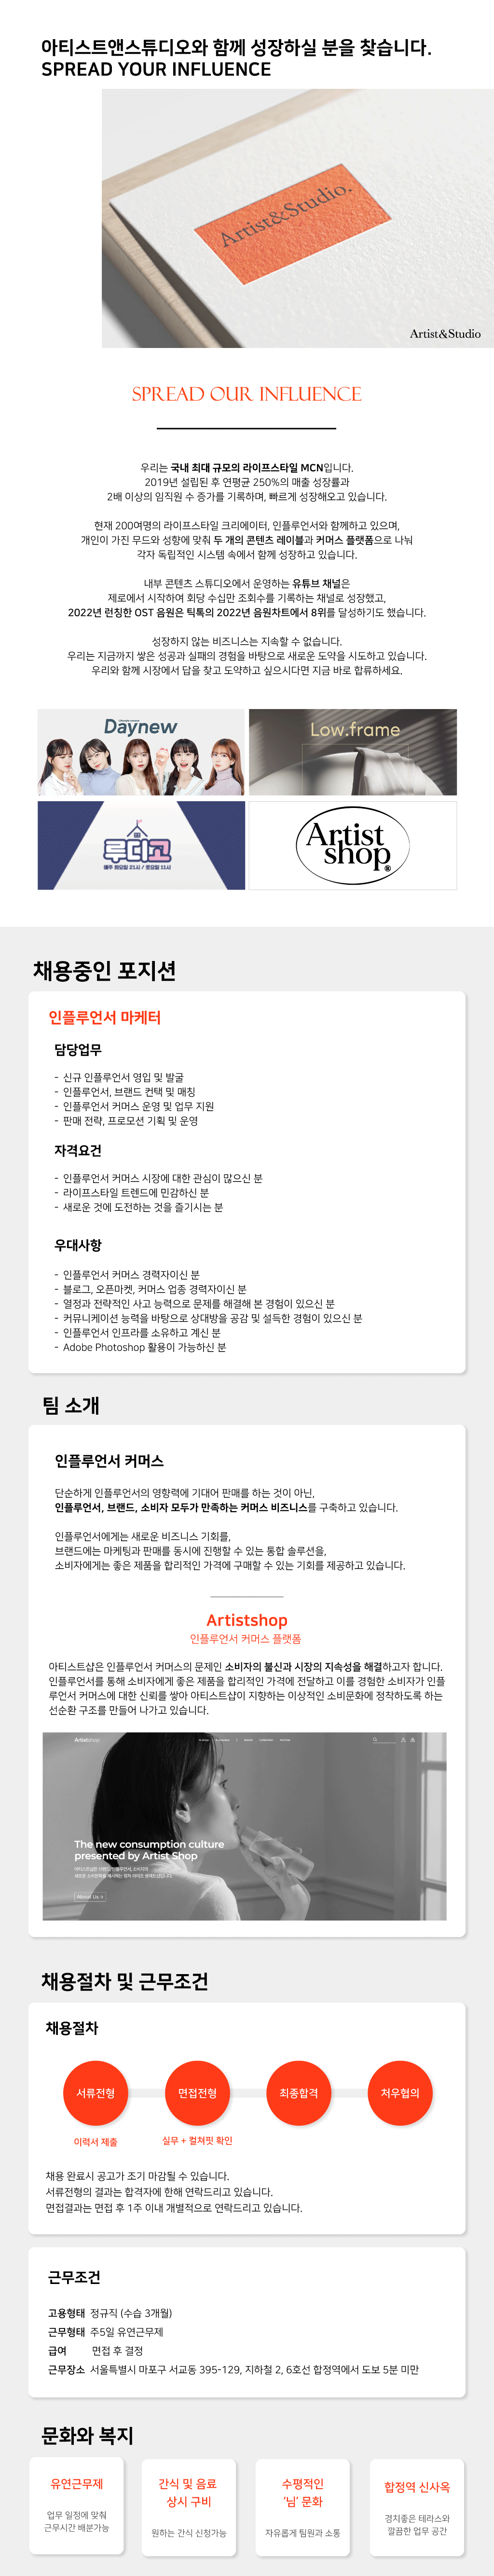 아티스트앤스튜디오와 함께 성장하실 분을 찾습니다.
SPREAD YOUR INFLUENCE
Artist&Studio.
Artist&Studio
SPREAD OUR INFLUENCE
우리는 국내 최대 규모의 라이프스타일 MCN입니다.
2019년 설립된 후 연평균 250%의 매출 성장률과
2배 이상의 임직원 수 증가를 기록하며, 빠르게 성장해오고 있습니다.
현재 200여명의 라이프스타일 크리에이터, 인플루언서와 함께하고 있으며,
개인이 가진 무드와 성향에 맞춰 두 개의 콘텐츠 레이블과 커머스 플랫폼으로 나눠
각자 독립적인 시스템 속에서 함께 성장하고 있습니다.
내부 콘텐츠 스튜디오에서 운영하는 유튜브 채널은
제로에서 시작하여 회당 수십만 조회수를 기록하는 채널로 성장했고,
2022년 런칭한 OST 음원은 틱톡의 2022년 음원차트에서 8위를 달성하기도 했습니다.
성장하지 않는 비즈니스는 지속할 수 없습니다.
우리는 지금까지 쌓은 성공과 실패의 경험을 바탕으로 새로운 도약을 시도하고 있습니다.
우리와 함께 시장에서 답을 찾고 도약하고 싶으시다면 지금 바로 합류하세요.
Daynew
Low.frame
루더고
매주 화요일 21시 / 토요일 11시
Artist
shop®
채용중인 포지션
인플루언서 마케터
담당업무
- 신규 인플루언서 영입 및 발굴
- 인플루언서, 브랜드 컨택 및 매칭
- 인플루언서 커머스 운영 및 업무 지원
- 판매 전략, 프로모션 기획 및 운영
자격요건
- 인플루언서 커머스 시장에 대한 관심이 많으신 분
- 라이프스타일 트렌드에 민감하신 분
- 새로운 것에 도전하는 것을 즐기시는 분
우대사항
- 인플루언서 커머스 경력자이신 분
- 블로그, 오픈마켓, 커머스 업종 경력자이신 분
- 열정과 전략적인 사고 능력으로 문제를 해결해 본 경험이 있으신 분
- 커뮤니케이션 능력을 바탕으로 상대방을 공감 및 설득한 경험이 있으신 분
- 인플루언서 인프라를 소유하고 계신 분
- Adobe Photoshop 활용이 가능하신 분
팀 소개
인플루언서 커머스
단순하게 인플루언서의 영향력에 기대어 판매를 하는 것이 아닌,
인플루언서, 브랜드, 소비자 모두가 만족하는 커머스 비즈니스를 구축하고 있습니다.
인플루언서에게는 새로운 비즈니스 기회를,
브랜드에는 마케팅과 판매를 동시에 진행할 수 있는 통합 솔루션을,
소비자에게는 좋은 제품을 합리적인 가격에 구매할 수 있는 기회를 제공하고 있습니다.
Artistshop
인플루언서 커머스 플랫폼
아티스트샵은 인플루언서 커머스의 문제인 소비자의 불신과 시장의 지속성을 해결하고자 합니다.
인플루언서를 통해 소비자에게 좋은 제품을 합리적인 가격에 전달하고 이를 경험한 소비자가 인플
루언서 커머스에 대한 신뢰를 쌓아 아티스트샵이 지향하는 이상적인 소비문화에 정착하도록 하는
선순환 구조를 만들어 나가고 있습니다.
Artistshop
The new consumption culture
presented by Artist Shop
About Us
채용절차 및 근무조건
채용절차
서류전형 면접전형 최종합격 처우협의
이력서 제출 실무 + 컬쳐핏 확인
채용 완료시 공고가 조기 마감될 수 있습니다.
서류전형의 결과는 합격자에 한해 연락드리고 있습니다.
면접결과는 면접 후 1주 이내 개별적으로 연락드리고 있습니다.
근무조건
고용형태 정규직 (수습 3개월)
근무형태 주5일 유연근무제
급여 면접 후 결정
근무장소 서울특별시 마포구 서교동 395-129, 지하철 2, 6호선 합정역에서 도보 5분 미만
문화와 복지
유연근무제
업무 일정에 맞춰
근무시간 배분가능
간식 및 음료
상시 구비
원하는 간식 신청가능
수평적인
'님' 문화
자유롭게 팀원과 소통
합정역 신사옥
경치좋은 테라스와
깔끔한 업무 공간